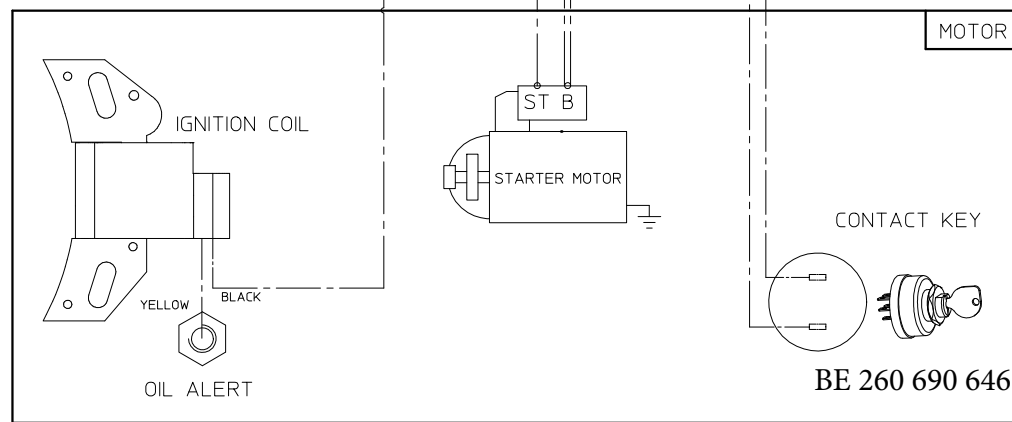 MOTOR
IGNITION COIL
ST B
STARTER MOTOR
CONTACT KEY
YELLOW
BLACK
OIL ALERT
BE 260 690 646